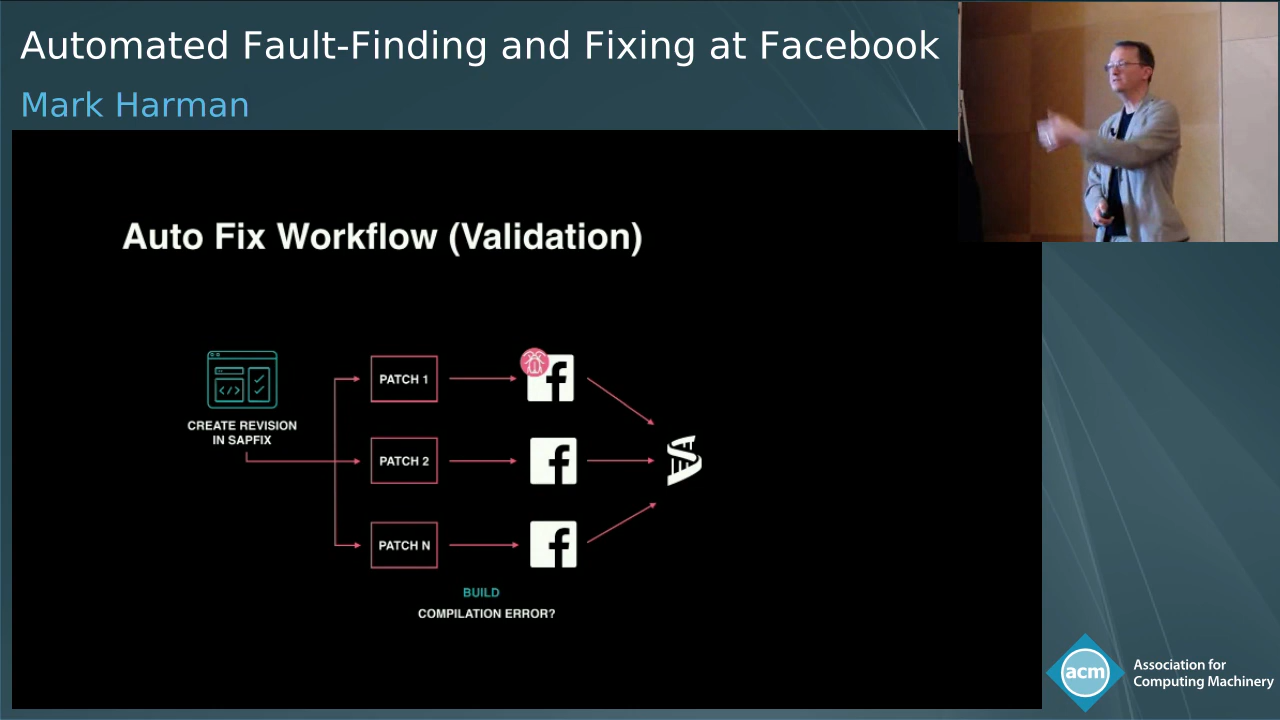 Automated Fault-Finding and Fixing at Facebook
Mark Harman
Auto Fix Workflow (Validation)
CREATE REVISION
IN SAPFIX
PATCH 1
PATCH 2
PATCH N
BUILD
COMPILATION ERROR?
acm
Association for
Computing Machinery